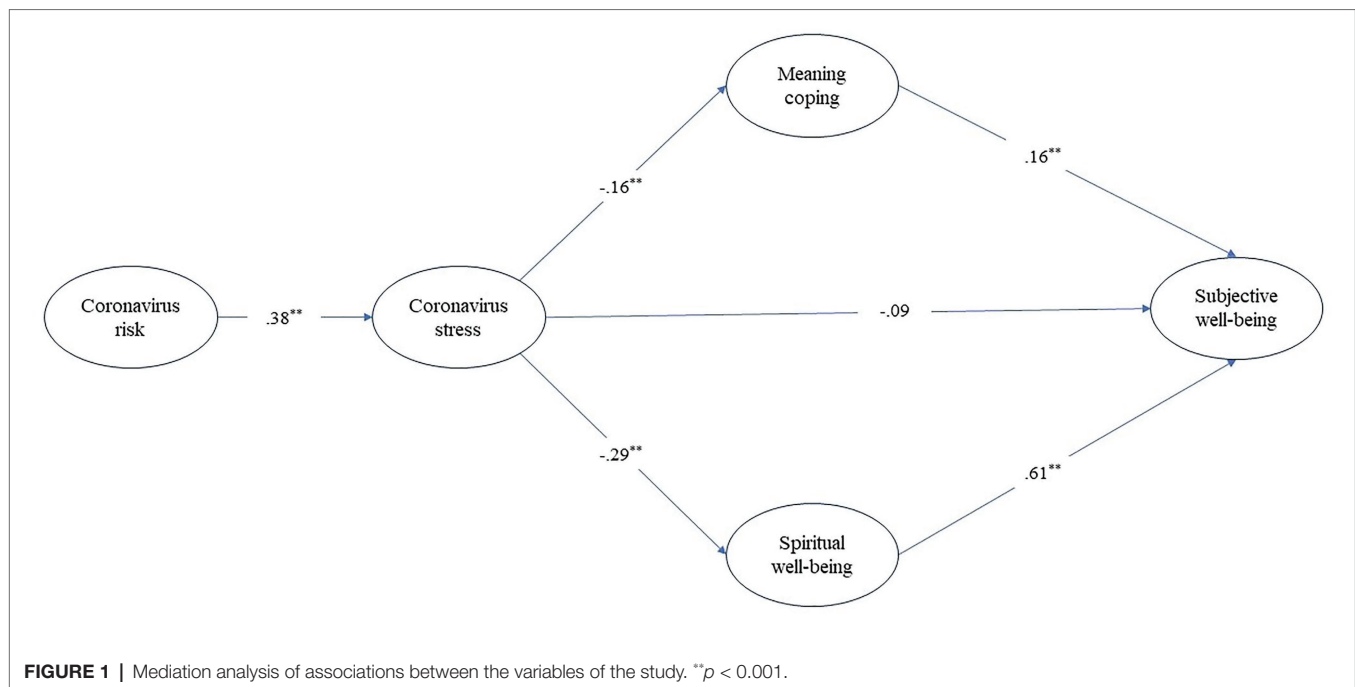 Meaning
coping
.16**
-.16**
Coronavirus
risk
.38**
Coronavirus
stress
-.09
Subjective
well-being
-.29**
.61**
Spiritual
well-being
FIGURE 1 | Mediation analysis of associations between the variables of the study. **p < 0.001.